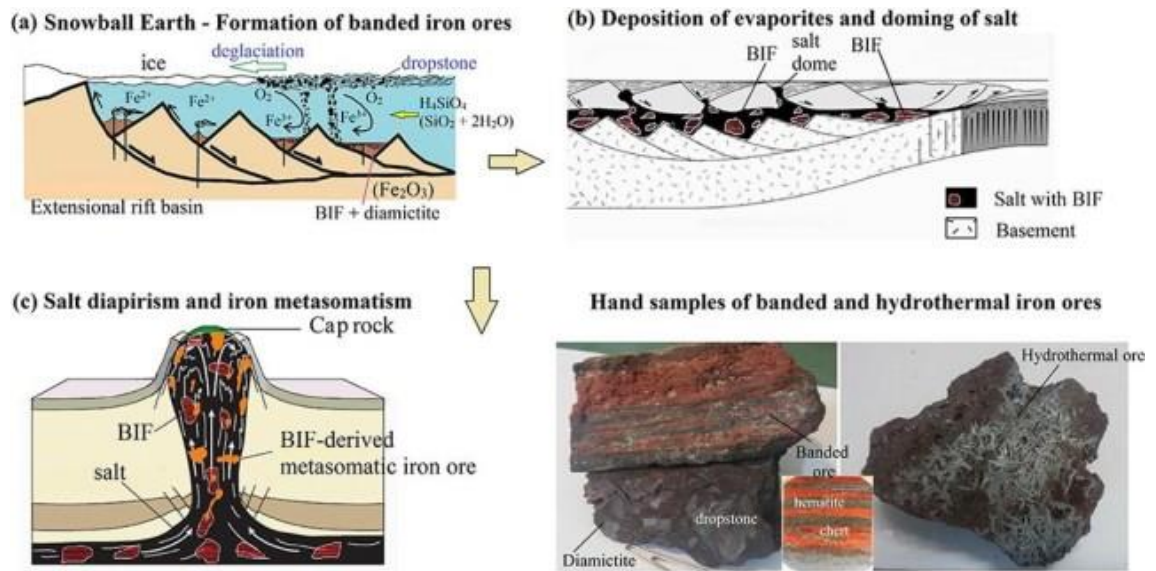 (a) Snowball Earth - Formation of banded iron ores
deglaciation
ice
dropstone
Fe²⁺
Fe²⁺
O₂
O₂
Fe³⁺
Fe³⁺
H₄SiO₄
(SiO₂ + 2H₂O)
(Fe₂O₃)
Extensional rift basin
BIF + diamictite
(b) Deposition of evaporites and doming of salt
BIF
salt
dome
BIF
Salt with BIF
Basement
(c) Salt diapirism and iron metasomatism
Cap rock
BIF
BIF-derived
metasomatic iron ore
salt
Hand samples of banded and hydrothermal iron ores
Hydrothermal ore
Banded
ore
hematite
chert
dropstone
Diamictite